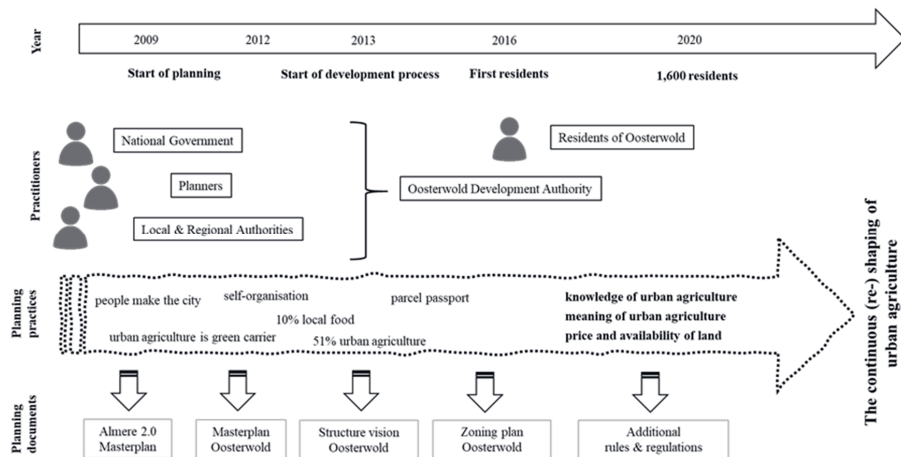 Year
2009
2012
2013
2016
2020
Start of planning
Start of development process
First residents
1,600 residents
Practitioners
National Government
Planners
Local & Regional Authorities
Oosterwold Development Authority
Residents of Oosterwold
Planning
practices
people make the city
self-organisation
parcel passport
10% local food
urban agriculture is green carrier
51% urban agriculture
knowledge of urban agriculture
meaning of urban agriculture
price and availability of land
The continuous (re-) shaping of
urban agriculture
Planning
documents
Almere 2.0
Masterplan
Masterplan
Oosterwold
Structure vision
Oosterwold
Zoning plan
Oosterwold
Additional
rules & regulations